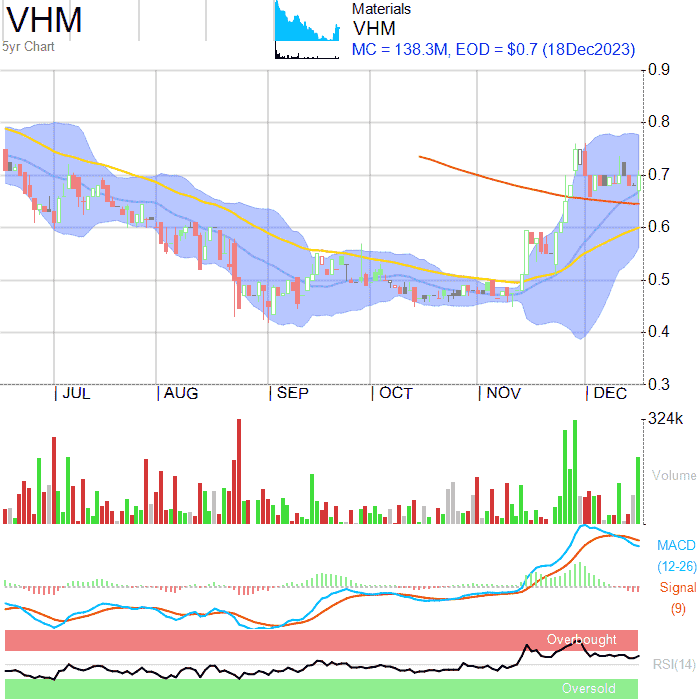 VHM
5yr Chart
Materials
VHM
MC = 138.3M, EOD = $0.7 (18Dec2023)
0.9
0.8
0.7
0.6
0.5
0.4
0.3
JUL AUG SEP OCT NOV DEC
324k
Volume
MACD
(12-26)
Signal
(9)
Overbought
RSI(14)
Oversold